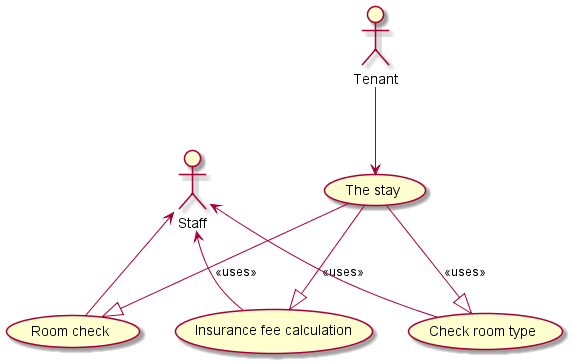 Tenant
The stay
Staff
«uses»
«uses»
«uses»
Room check
Insurance fee calculation
Check room type